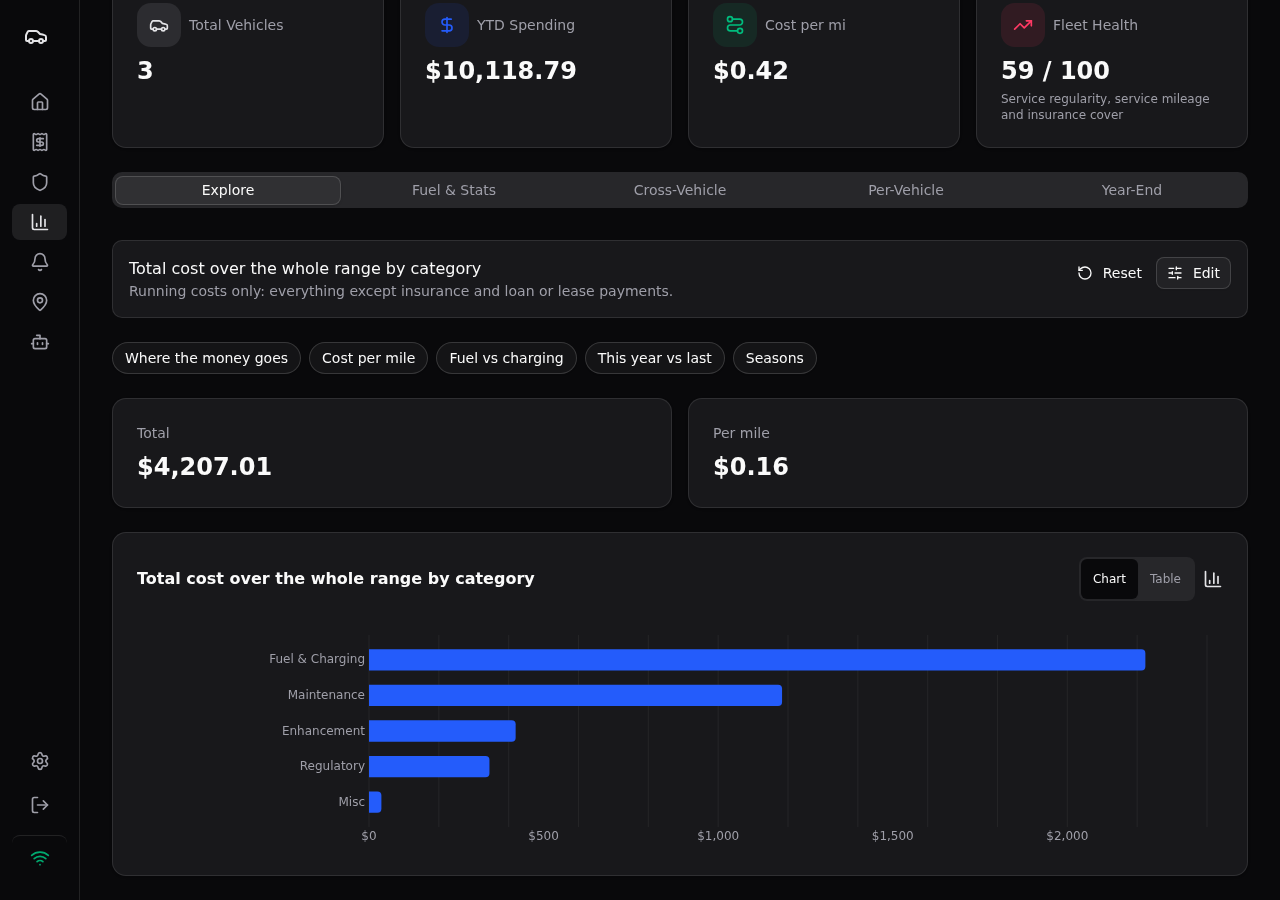 Total Vehicles
3
YTD Spending
$10,118.79
Cost per mi
$0.42
Fleet Health
59 / 100
Service regularity, service mileage
and insurance cover
Explore
Fuel & Stats
Cross-Vehicle
Per-Vehicle
Year-End
Total cost over the whole range by category
Running costs only: everything except insurance and loan or lease payments.
Reset
Edit
Where the money goes
Cost per mile
Fuel vs charging
This year vs last
Seasons
Total
$4,207.01
Per mile
$0.16
Total cost over the whole range by category
Chart
Table
Fuel & Charging
Maintenance
Enhancement
Regulatory
Misc
$0
$500
$1,000
$1,500
$2,000